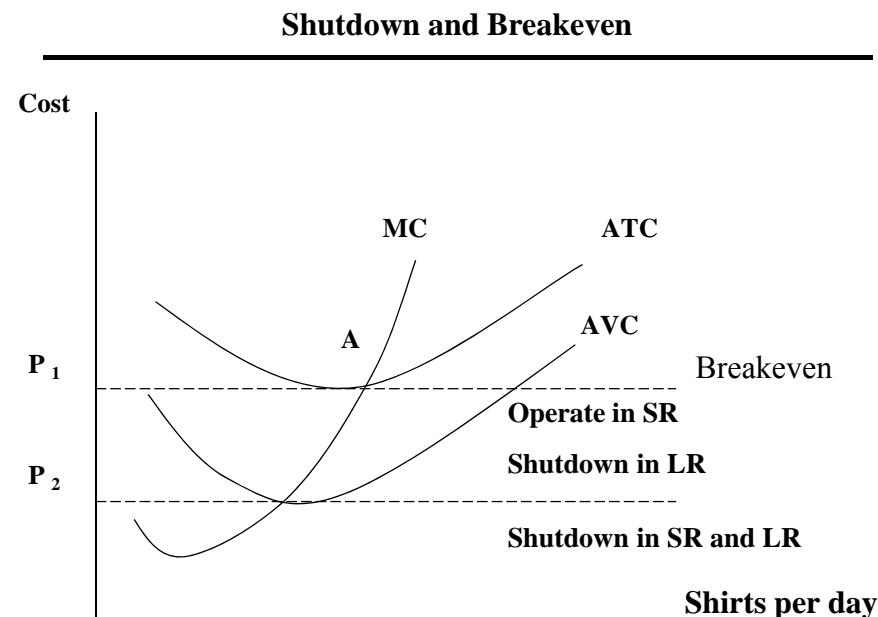 Shutdown and Breakeven
Cost
MC
ATC
A
AVC
P 1
Breakeven
Operate in SR
Shutdown in LR
P 2
Shutdown in SR and LR
Shirts per day